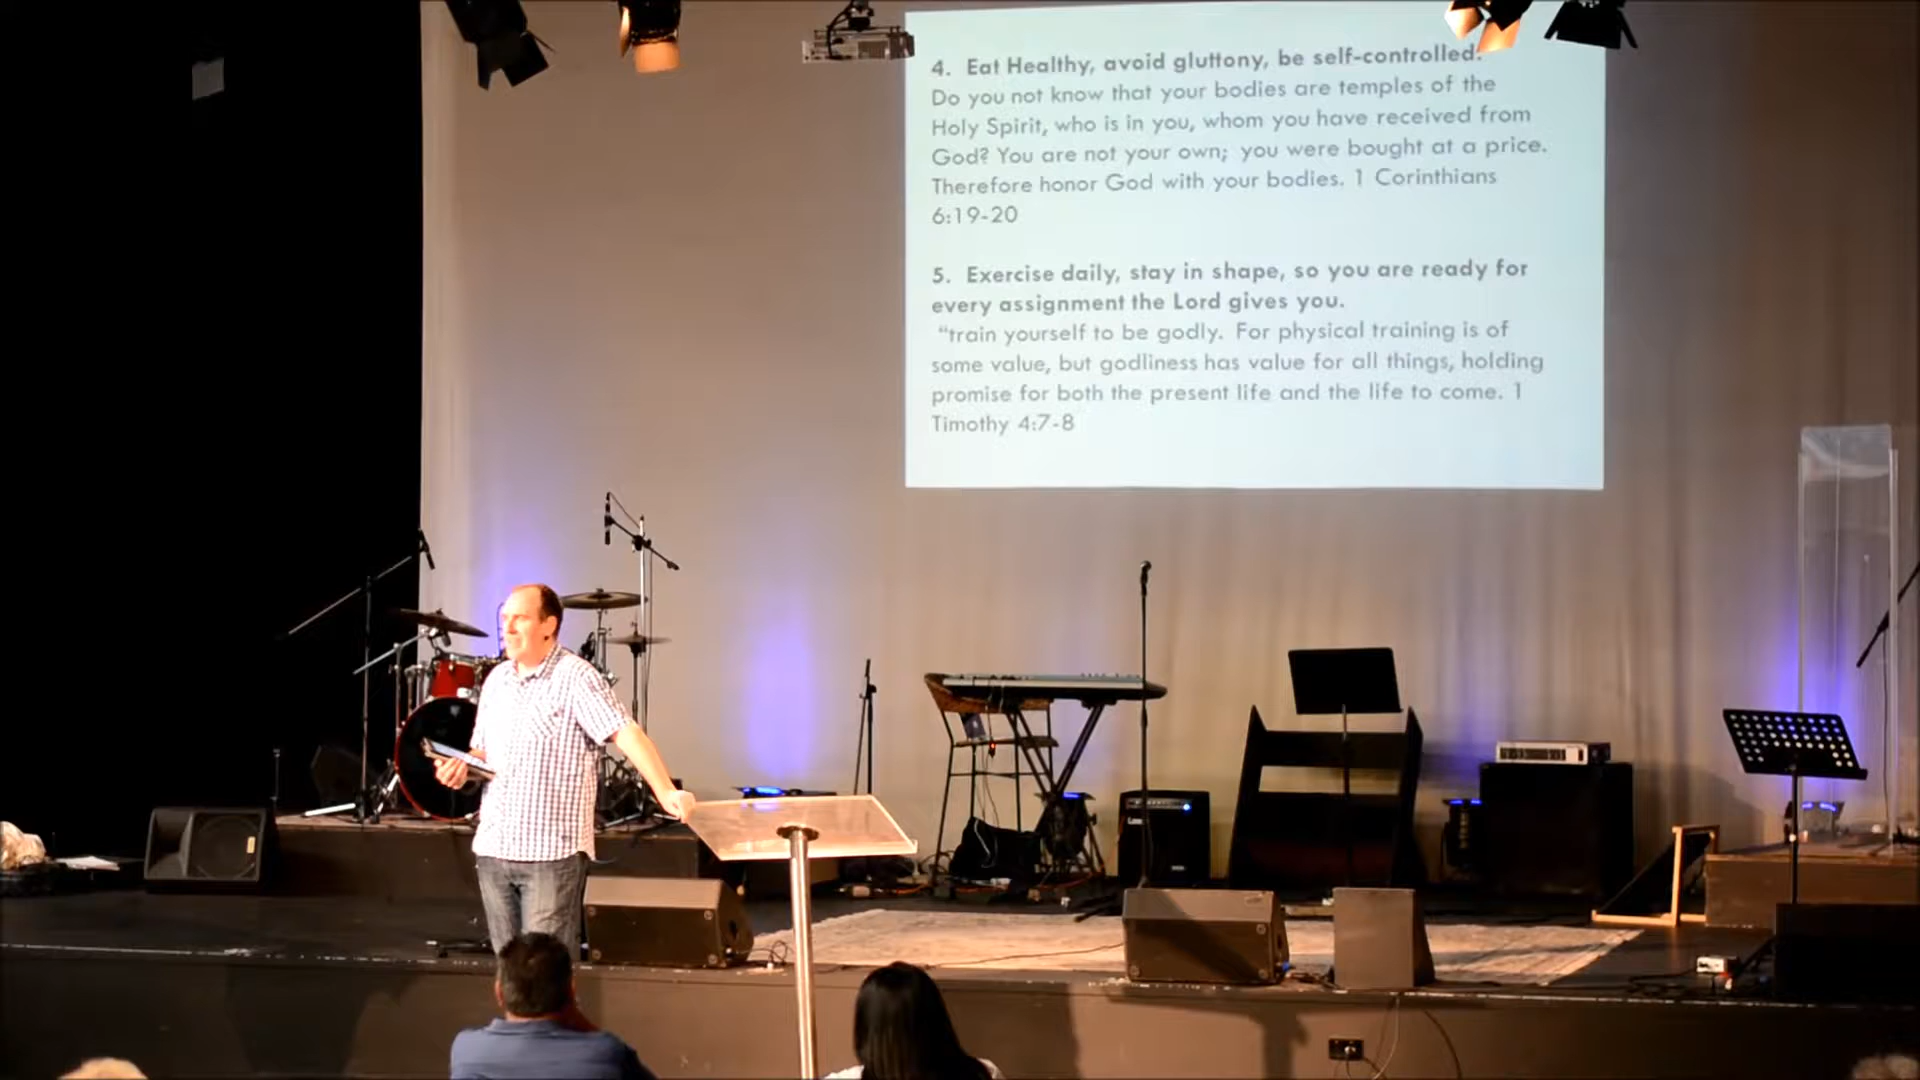 4. Eat Healthy, avoid gluttony, be self-controlled.
Do you not know that your bodies are temples of the
Holy Spirit, who is in you, whom you have received from
God? You are not your own; you were bought at a price.
Therefore honor God with your bodies. 1 Corinthians
6:19-20
5. Exercise daily, stay in shape, so you are ready for
every assignment the Lord gives you.
“train yourself to be godly. For physical training is of
some value, but godliness has value for all things, holding
promise for both the present life and the life to come. 1
Timothy 4:7-8